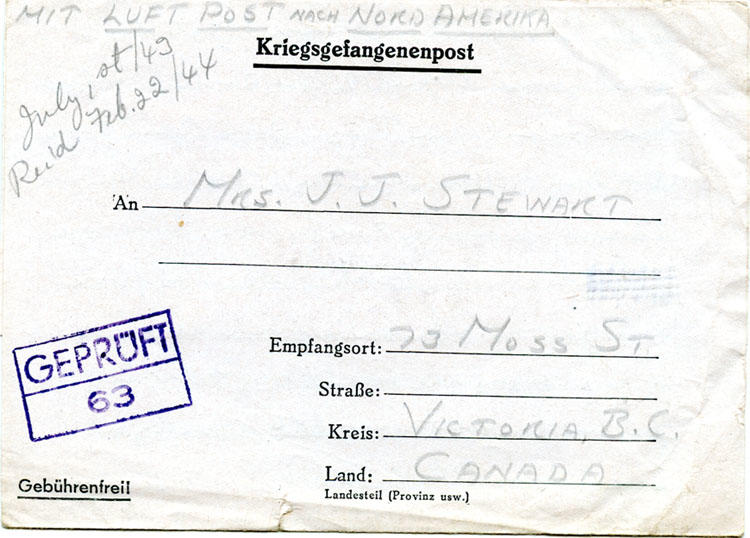 MIT LUFT POST NACH NORD AMERIKA
Kriegsgefangenenpost
July 1st/43
Rec'd Feb. 22/44
An Mrs. J. J. STEWART
GEPRÜFT
63
Empfangsort: 73 Moss St.
Straße:
Kreis: VICTORIA, B.C.
Land: CANADA
Landesteil (Provinz usw.)
Gebührenfrei!